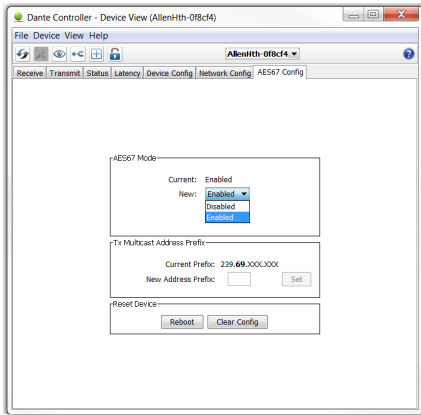 Dante Controller - Device View (AllenHth-0f8cf4)
File Device View Help
AllenHth-0f8cf4
?
Receive Transmit Status Latency Device Config Network Config AES67 Config
AES67 Mode
Current: Enabled
New: Enabled
Disabled
Enabled
Tx Multicast Address Prefix
Current Prefix: 239.69.XXX.XXX
New Address Prefix: Set
Reset Device
Reboot Clear Config